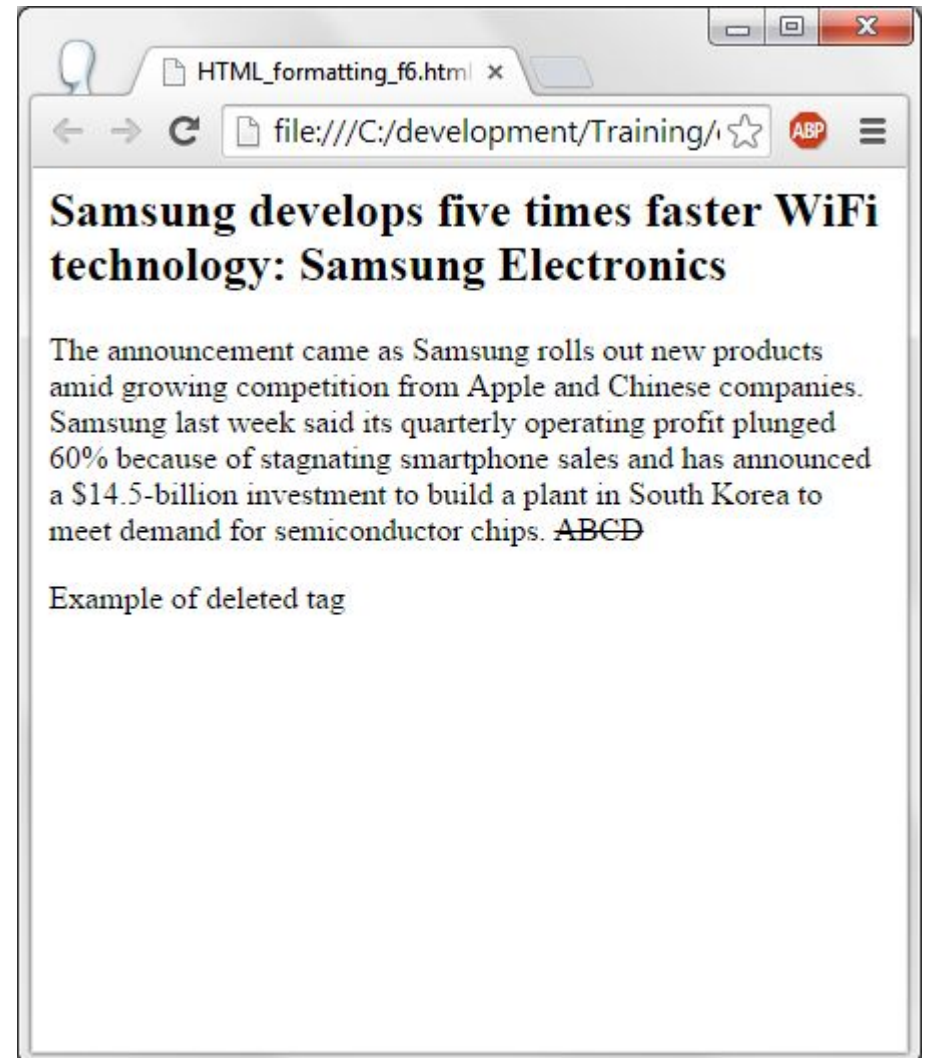 HTML_formatting_f6.html
file:///C:/development/Training/
ABP
Samsung develops five times faster WiFi
technology: Samsung Electronics
The announcement came as Samsung rolls out new products
amid growing competition from Apple and Chinese companies.
Samsung last week said its quarterly operating profit plunged
60% because of stagnating smartphone sales and has announced
a $14.5-billion investment to build a plant in South Korea to
meet demand for semiconductor chips. ABCD
Example of deleted tag